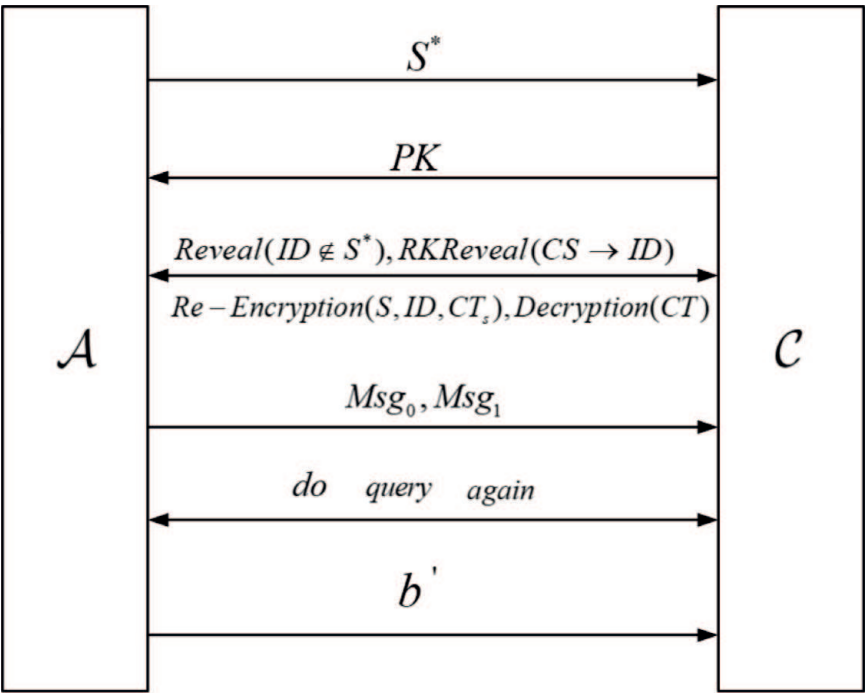 S*
PK
Reveal(ID ∉ S*), RKReveal(CS → ID)
Re−Encryption(S, ID, CTₛ), Decryption(CT)
𝒜
𝒞
Msg₀, Msg₁
do query again
b'